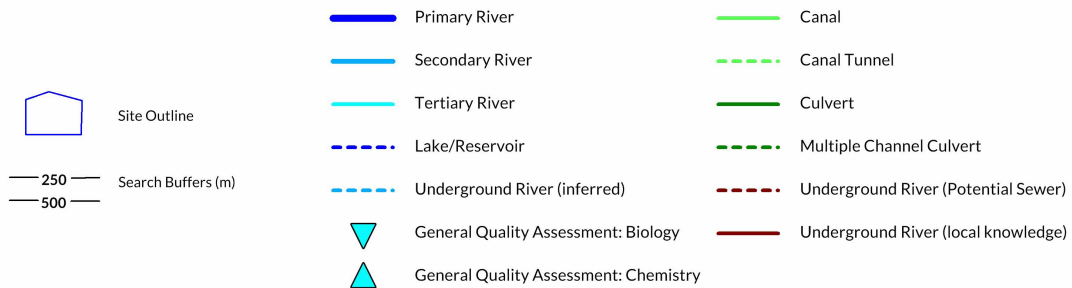 Site Outline
250
500
Search Buffers (m)
Primary River
Secondary River
Tertiary River
Lake/Reservoir
Underground River (inferred)
General Quality Assessment: Biology
General Quality Assessment: Chemistry
Canal
Canal Tunnel
Culvert
Multiple Channel Culvert
Underground River (Potential Sewer)
Underground River (local knowledge)